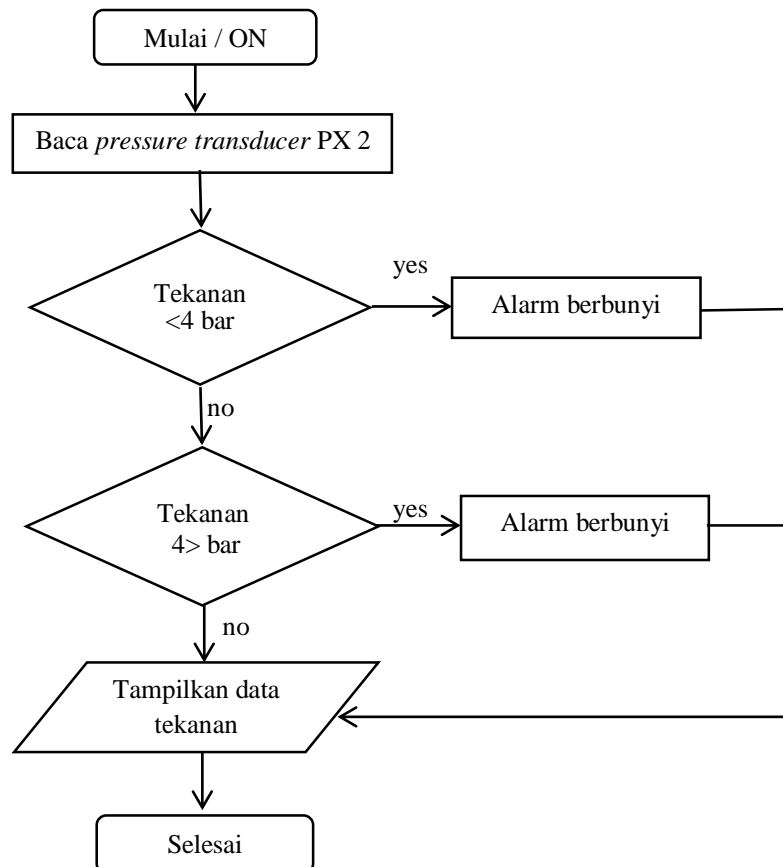 Mulai / ON
Baca pressure transducer PX 2
Tekanan
<4 bar
yes
Alarm berbunyi
no
Tekanan
4> bar
yes
Alarm berbunyi
no
Tampilkan data
tekanan
Selesai